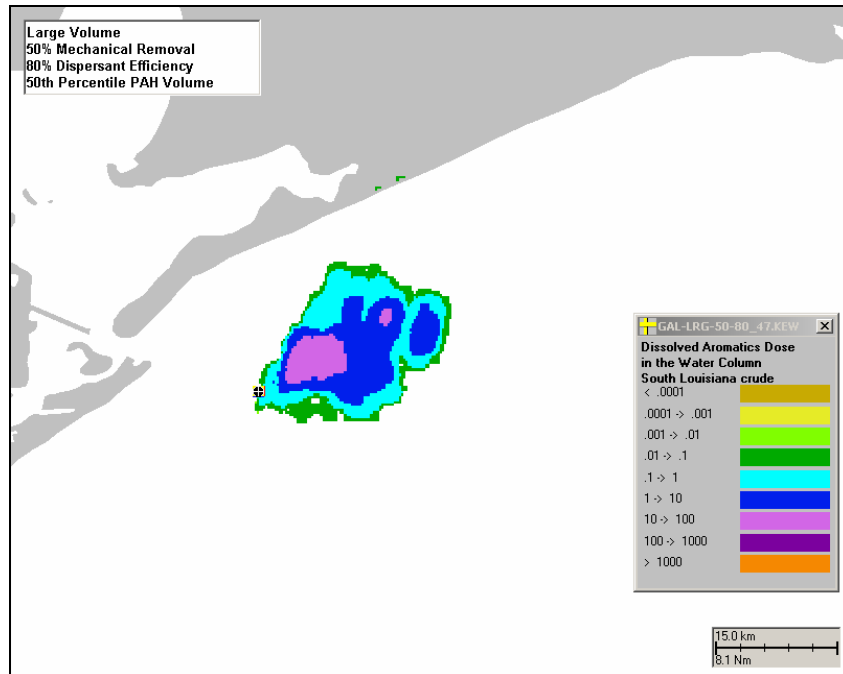 Large Volume
50% Mechanical Removal
80% Dispersant Efficiency
50th Percentile PAH Volume
GAL-LRG-50-80_47.KEW
Dissolved Aromatics Dose
in the Water Column
South Louisiana crude
< .0001
.0001 -> .001
.001 -> .01
.01 -> .1
.1 -> 1
1 -> 10
10 -> 100
100 -> 1000
> 1000
15.0 km
8.1 Nm